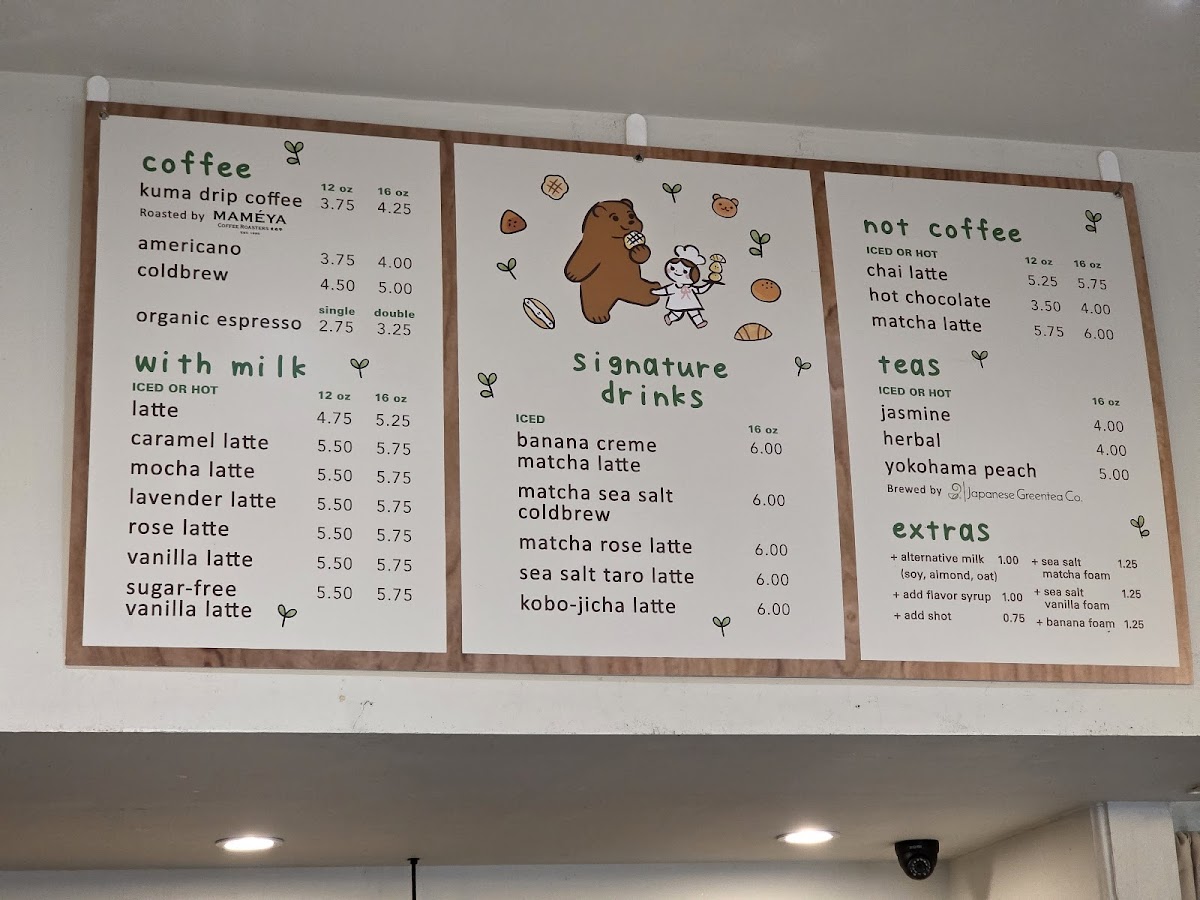 coffee
12 oz 16 oz
kuma drip coffee 3.75 4.25
Roasted by MAMÉYA
COFFEE ROASTERS
americano 3.75 4.00
coldbrew 4.50 5.00
single double
organic espresso 2.75 3.25
with milk
ICED OR HOT 12 oz 16 oz
latte 4.75 5.25
caramel latte 5.50 5.75
mocha latte 5.50 5.75
lavender latte 5.50 5.75
rose latte 5.50 5.75
vanilla latte 5.50 5.75
sugar-free 5.50 5.75
vanilla latte
signature
drinks
ICED 16 oz
banana creme 6.00
matcha latte
matcha sea salt 6.00
coldbrew
matcha rose latte 6.00
sea salt taro latte 6.00
kobo-jicha latte 6.00
not coffee
ICED OR HOT 12 oz 16 oz
chai latte 5.25 5.75
hot chocolate 3.50 4.00
matcha latte 5.75 6.00
teas
ICED OR HOT 16 oz
jasmine 4.00
herbal 4.00
yokohama peach 5.00
Brewed by Japanese Greentea Co.
extras
+ alternative milk 1.00
(soy, almond, oat)
+ add flavor syrup 1.00
+ add shot 0.75
+ sea salt 1.25
matcha foam
+ sea salt 1.25
vanilla foam
+ banana foam 1.25